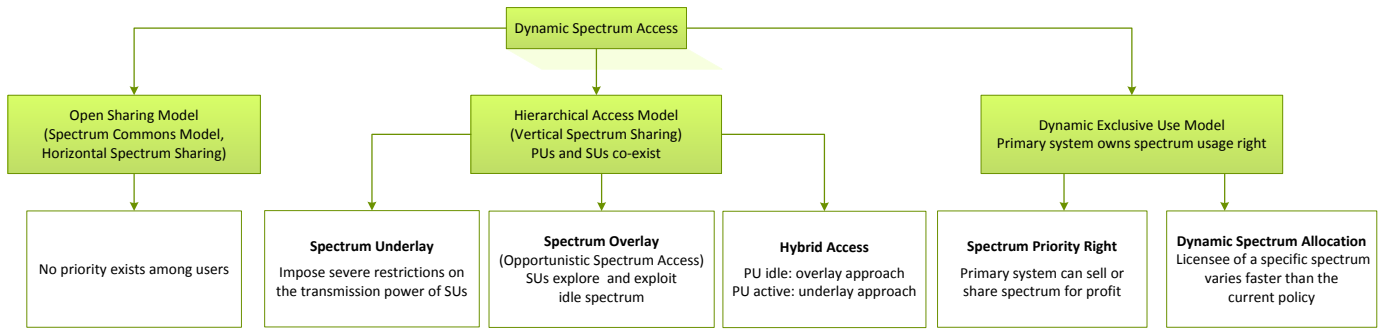 Dynamic Spectrum Access
Open Sharing Model
(Spectrum Commons Model,
Horizontal Spectrum Sharing)
Hierarchical Access Model
(Vertical Spectrum Sharing)
PUs and SUs co-exist
Dynamic Exclusive Use Model
Primary system owns spectrum usage right
No priority exists among users
Spectrum Underlay
Impose severe restrictions on
the transmission power of SUs
Spectrum Overlay
(Opportunistic Spectrum Access)
SUs explore and exploit
idle spectrum
Hybrid Access
PU idle: overlay approach
PU active: underlay approach
Spectrum Priority Right
Primary system can sell or
share spectrum for profit
Dynamic Spectrum Allocation
Licensee of a specific spectrum
varies faster than the
current policy